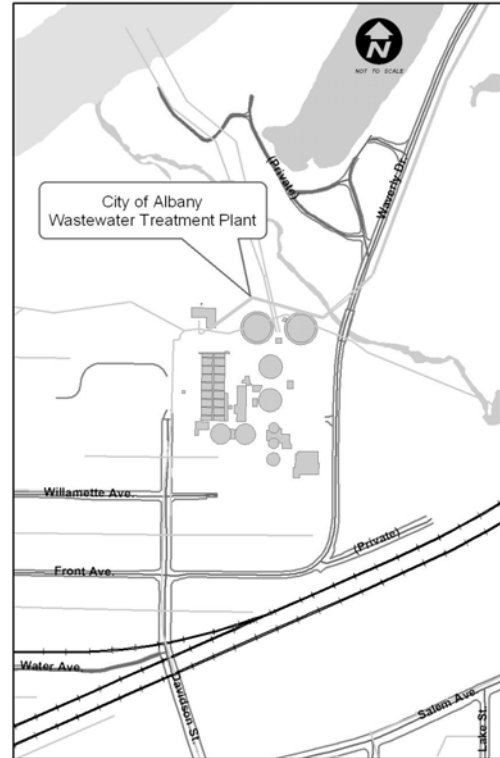 N
NOT TO SCALE
(Private)
Waverly Dr.
City of Albany
Wastewater Treatment Plant
Willamette Ave.
(Private)
Front Ave.
Water Ave.
Davidson St.
Salem Ave
Lake St.